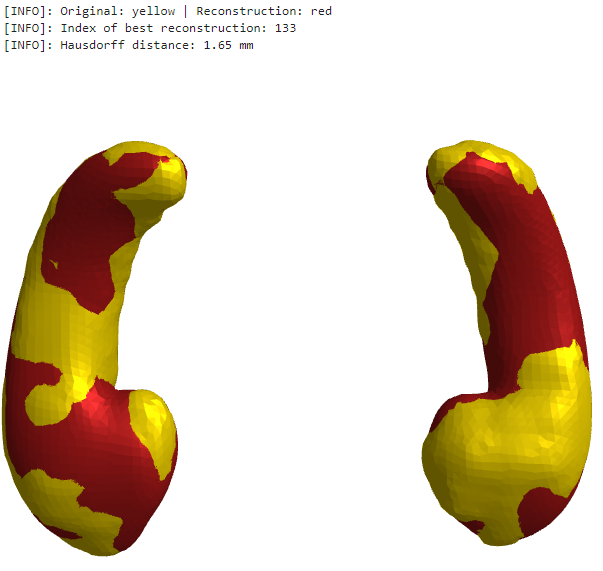 [INFO]: Original: yellow | Reconstruction: red
[INFO]: Index of best reconstruction: 133
[INFO]: Hausdorff distance: 1.65 mm